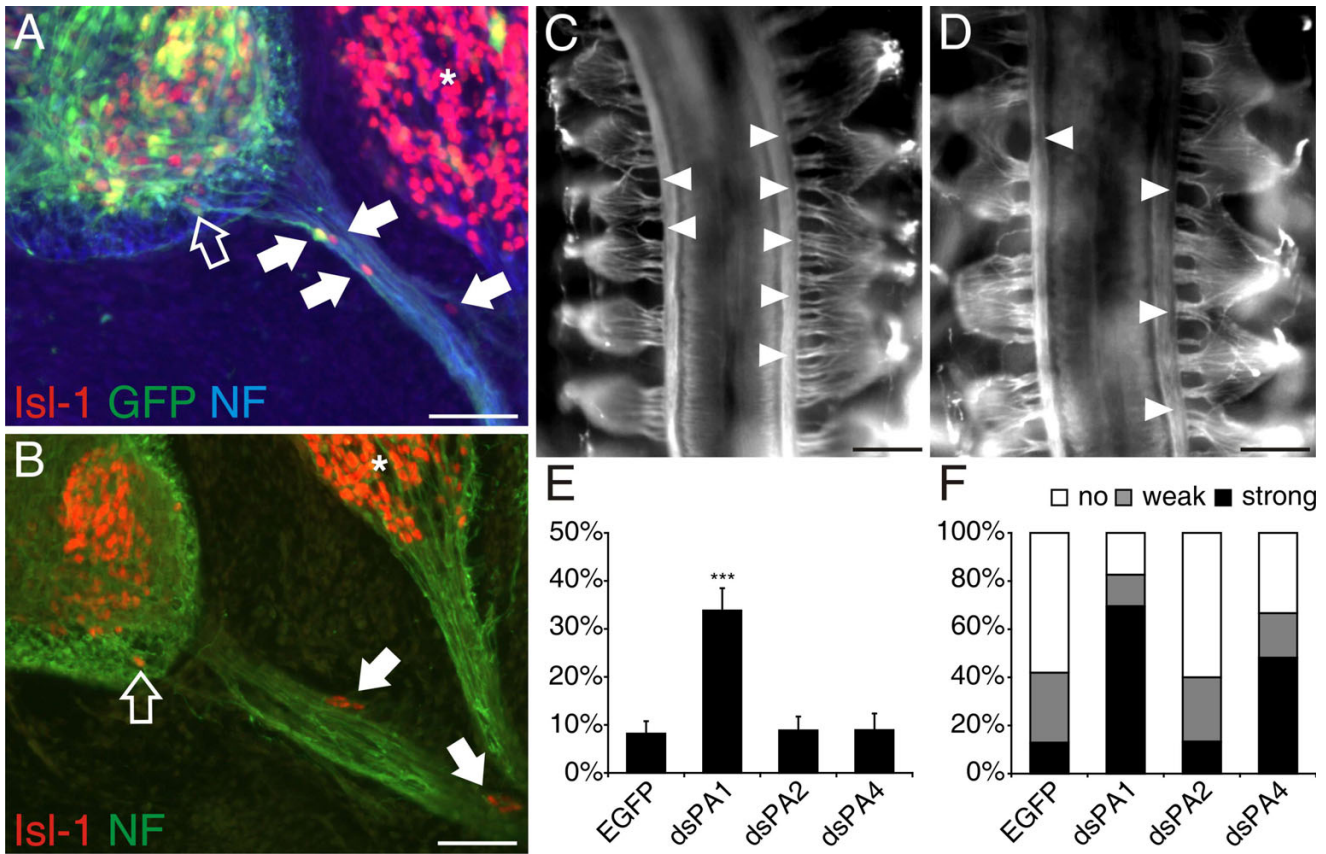 A
Isl-1 GFP NF
*
B
Isl-1 NF
*
C
D
E
50%
40%
30%
20%
10%
0%
***
EGFP
dsPA1
dsPA2
dsPA4
F
no weak strong
100%
80%
60%
40%
20%
0%
EGFP
dsPA1
dsPA2
dsPA4